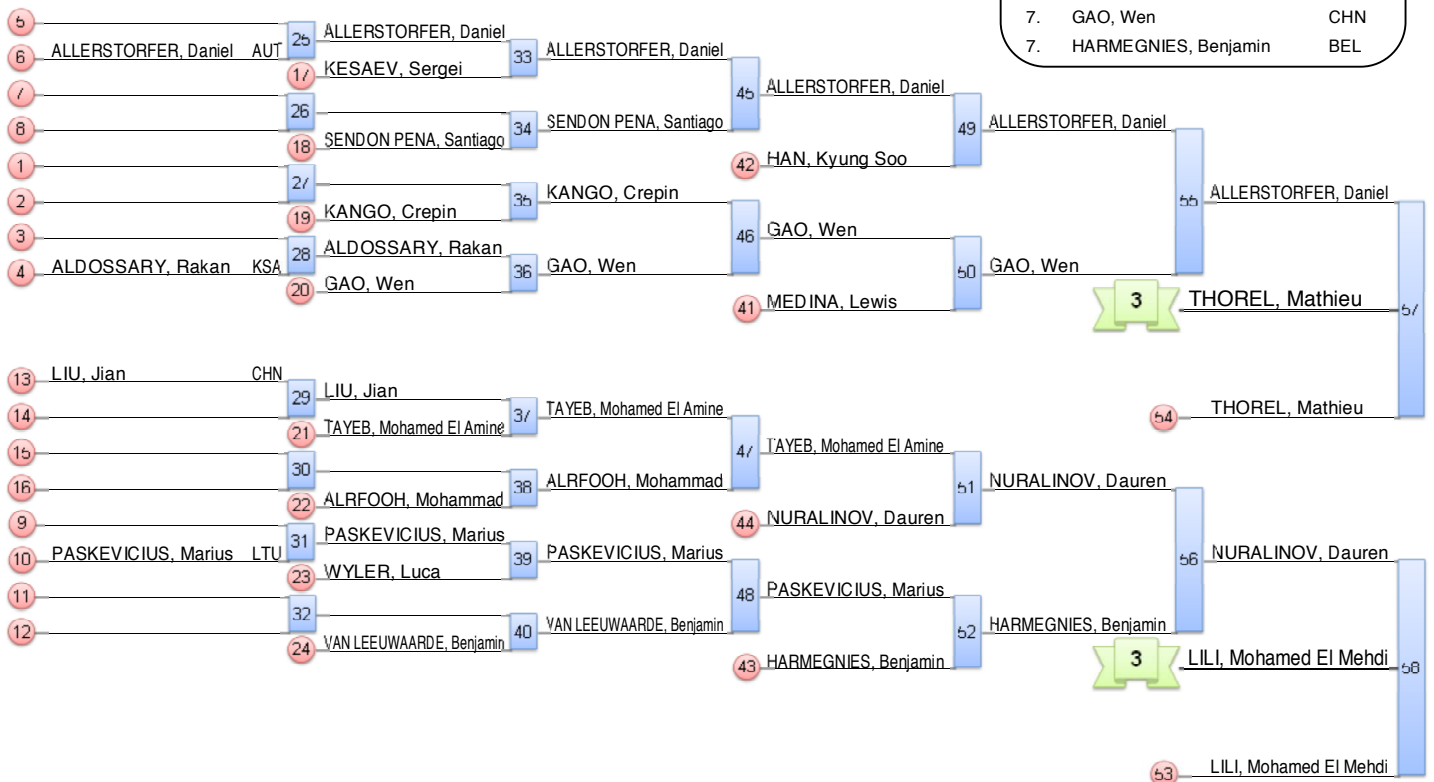 7. GAO, Wen CHN
7. HARMEGNIES, Benjamin BEL
5
6 ALLERSTORFER, Daniel AUT
7
8
1
2
3
4 ALDOSSARY, Rakan KSA
25 ALLERSTORFER, Daniel
17 KESAEV, Sergei
26
18 SENDON PENA, Santiago
27
19 KANGO, Crepin
28 ALDOSSARY, Rakan
20 GAO, Wen
33 ALLERSTORFER, Daniel
34 SENDON PENA, Santiago
35 KANGO, Crepin
36 GAO, Wen
45 ALLERSTORFER, Daniel
42 HAN, Kyung Soo
46 GAO, Wen
41 MEDINA, Lewis
49 ALLERSTORFER, Daniel
50 GAO, Wen
55 ALLERSTORFER, Daniel
3 THOREL, Mathieu
57
54 THOREL, Mathieu
13 LIU, Jian CHN
14
15
16
9
10 PASKEVICIUS, Marius LTU
11
12
29 LIU, Jian
21 TAYEB, Mohamed El Amine
30
22 ALRFOOH, Mohammad
31 PASKEVICIUS, Marius
23 WYLER, Luca
32
24 VAN LEEUWAARDE, Benjamin
37 TAYEB, Mohamed El Amine
38 ALRFOOH, Mohammad
39 PASKEVICIUS, Marius
40 VAN LEEUWAARDE, Benjamin
47 TAYEB, Mohamed El Amine
44 NURALINOV, Dauren
48 PASKEVICIUS, Marius
43 HARMEGNIES, Benjamin
51 NURALINOV, Dauren
52 HARMEGNIES, Benjamin
56 NURALINOV, Dauren
3 LILI, Mohamed El Mehdi
58
53 LILI, Mohamed El Mehdi